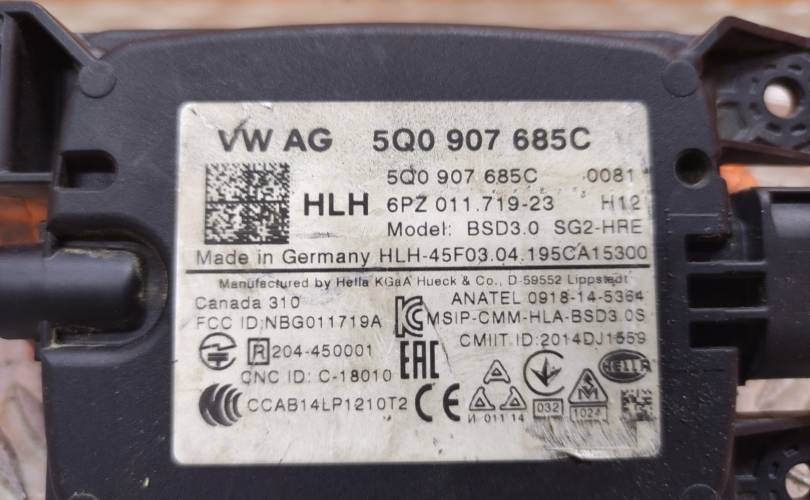 VW AG 5Q0 907 685C
5Q0 907 685C 0081
HLH 6PZ 011.719-23 H12
Model: BSD3.0 SG2-HRE
Made in Germany HLH-45F03.04.195CA15300
Manufactured by Hella KGaA Hueck & Co., D-59552 Lippstedt
Canada 310 ANATEL 0918-14-5364
FCC ID:NBG011719A MSIP-CMM-HLA-BSD3.0S
R 204-450001 EAC CMIIT ID:2014DJ1559
CNC ID: C-18010 HELLA
CCAB14LP1210T2 CE И 011 14 032 1024